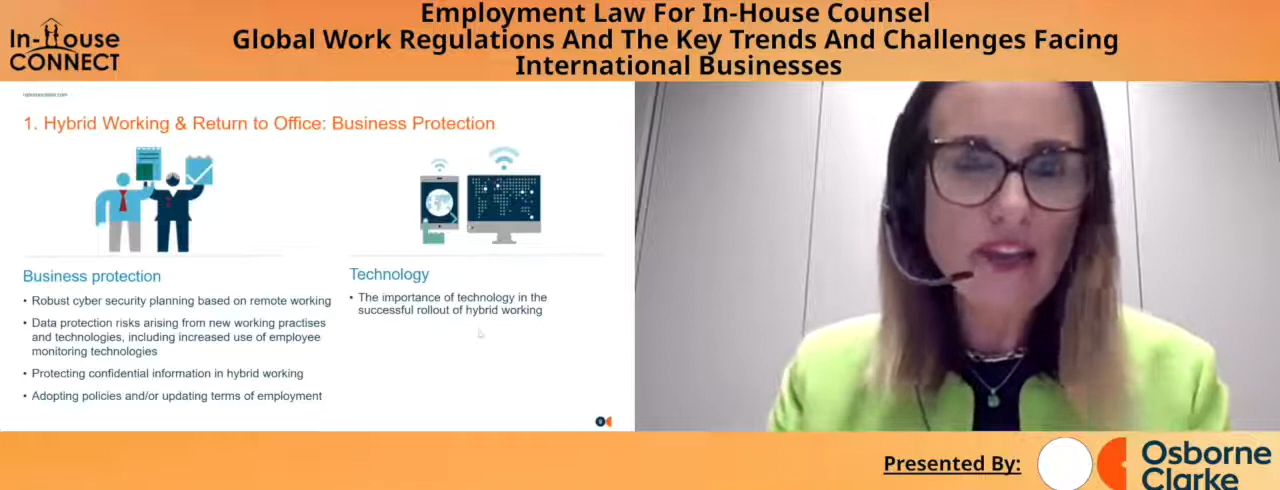 In-House
CONNECT
Employment Law For In-House Counsel
Global Work Regulations And The Key Trends And Challenges Facing
International Businesses
osborneclarke.com
1. Hybrid Working & Return to Office: Business Protection
Business protection
• Robust cyber security planning based on remote working
• Data protection risks arising from new working practises
and technologies, including increased use of employee
monitoring technologies
• Protecting confidential information in hybrid working
• Adopting policies and/or updating terms of employment
Technology
• The importance of technology in the
successful rollout of hybrid working
Presented By:
Osborne
Clarke